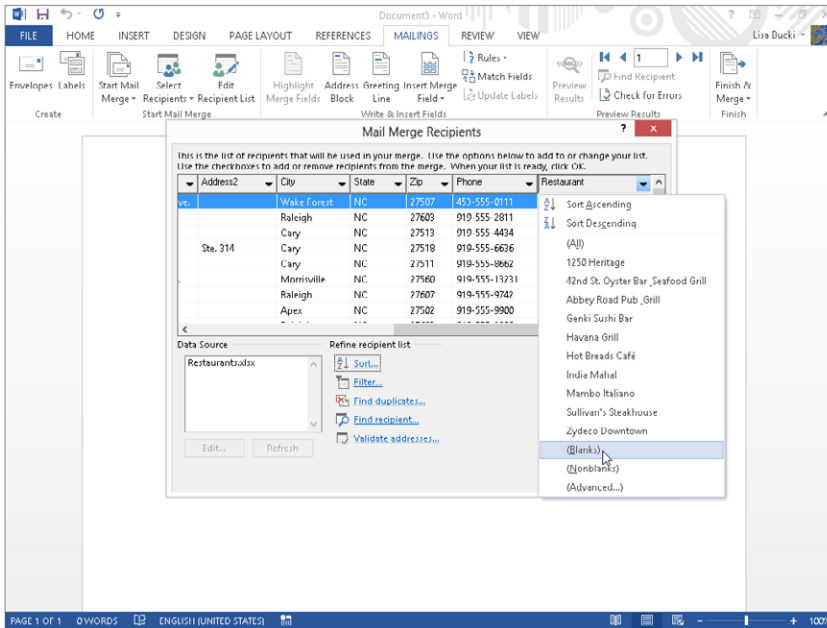 Document3 - Word
FILE HOME INSERT DESIGN PAGE LAYOUT REFERENCES MAILINGS REVIEW VIEW Lisa Bucki
Envelopes Labels
Create
Start Mail Merge
Select Recipients
Edit Recipient List
Start Mail Merge
Highlight Merge Fields
Address Block
Greeting Line
Insert Merge Field
Rules
Match Fields
Update Labels
Write & Insert Fields
Preview Results
1
Find Recipient
Check for Errors
Preview Results
Finish & Merge
Finish
Mail Merge Recipients
This is the list of recipients that will be used in your merge. Use the options below to add to or change your list.
Use the checkboxes to add or remove recipients from the merge. When your list is ready, click OK.
Address2 City State Zip Phone Restaurant
ve. Wake Forest NC 27587 453-555-0111
Raleigh NC 27603 919-555-2811
Cary NC 27513 919-555-4434
Ste. 314 Cary NC 27518 919-555-6636
Cary NC 27511 919-555-8662
Morrisville NC 27560 919-555-13231
Raleigh NC 27607 919-555-9742
Apex NC 27502 919-555-9900
Sort Ascending
Sort Descending
(All)
1250 Heritage
42nd St. Oyster Bar _Seafood Grill
Abbey Road Pub _Grill
Genki Sushi Bar
Havana Grill
Hot Breads Café
India Mahal
Mambo Italiano
Sullivan's Steakhouse
Zydeco Downtown
(Blanks)
(Nonblanks)
(Advanced...)
Data Source
Restaurants.xlsx
Edit... Refresh
Refine recipient list
Sort...
Filter...
Find duplicates...
Find recipient...
Validate addresses...
PAGE 1 OF 1 0 WORDS ENGLISH (UNITED STATES) 100%